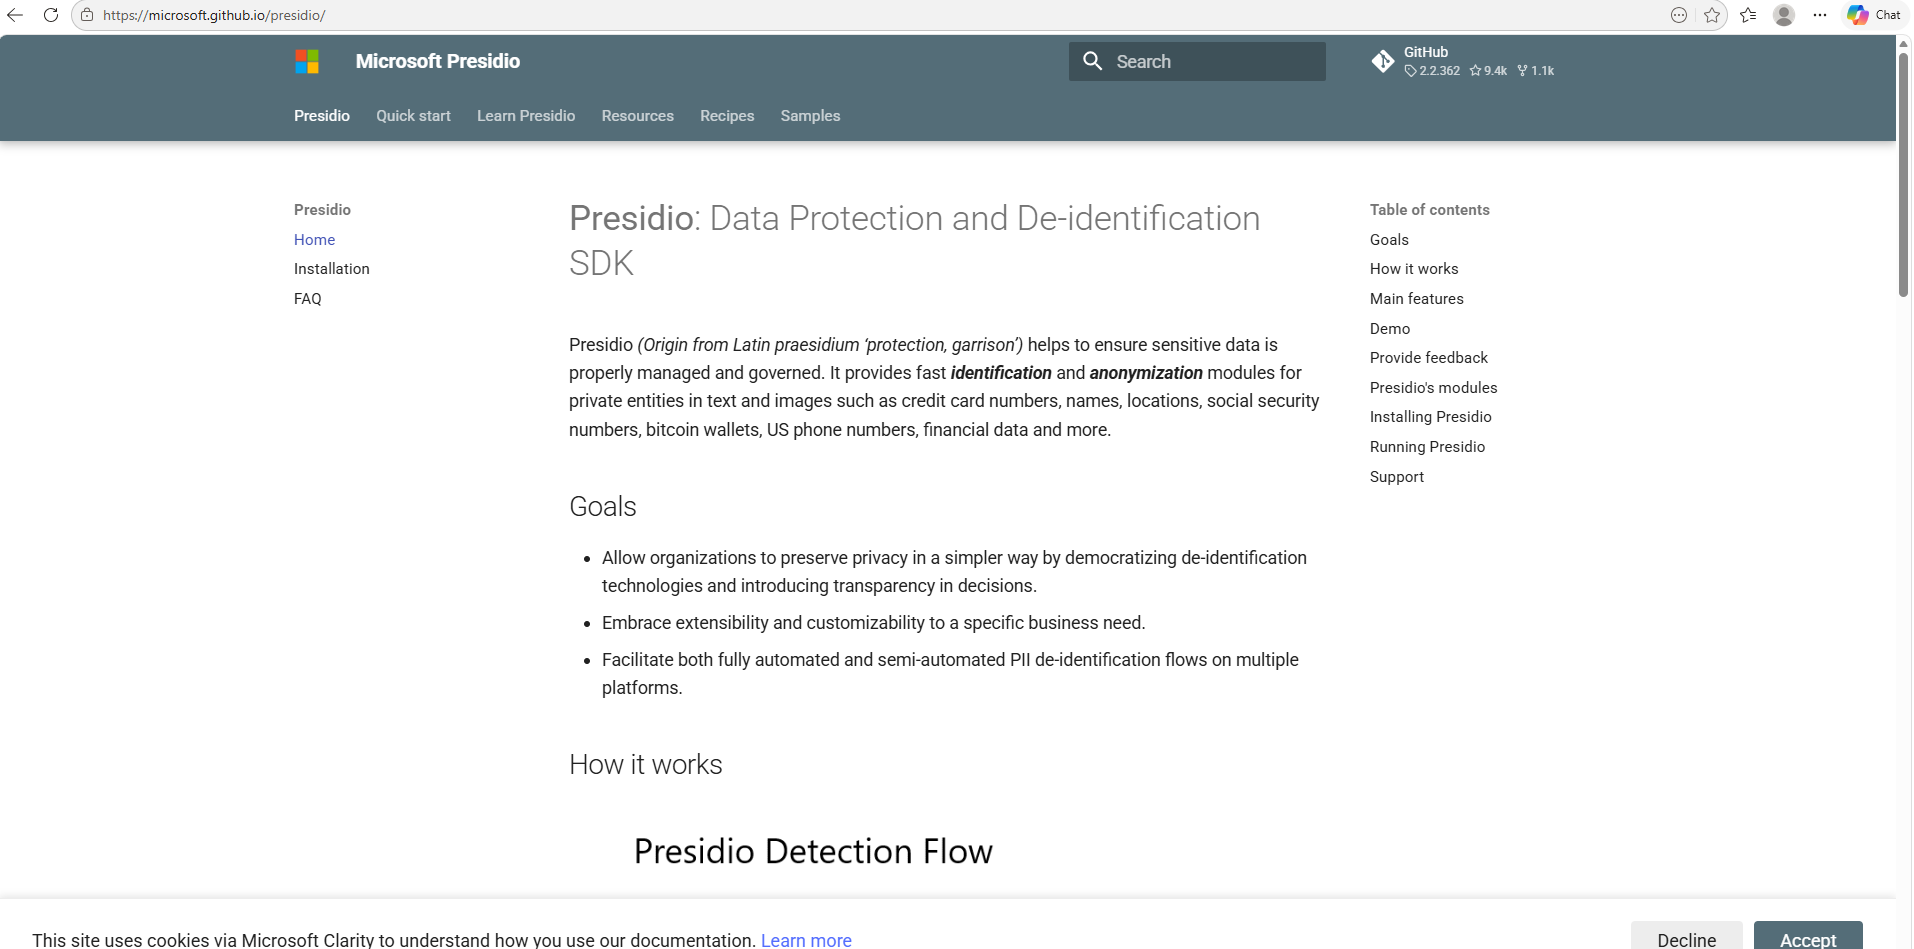 https://microsoft.github.io/presidio/
Chat
Microsoft Presidio
Search
GitHub
2.2.362 9.4k 1.1k
Presidio Quick start Learn Presidio Resources Recipes Samples
Presidio
Home
Installation
FAQ
Presidio: Data Protection and De-identification
SDK
Presidio (Origin from Latin praesidium ‘protection, garrison’) helps to ensure sensitive data is
properly managed and governed. It provides fast identification and anonymization modules for
private entities in text and images such as credit card numbers, names, locations, social security
numbers, bitcoin wallets, US phone numbers, financial data and more.
Goals
• Allow organizations to preserve privacy in a simpler way by democratizing de-identification
technologies and introducing transparency in decisions.
• Embrace extensibility and customizability to a specific business need.
• Facilitate both fully automated and semi-automated PII de-identification flows on multiple
platforms.
How it works
Presidio Detection Flow
Table of contents
Goals
How it works
Main features
Demo
Provide feedback
Presidio's modules
Installing Presidio
Running Presidio
Support
This site uses cookies via Microsoft Clarity to understand how you use our documentation. Learn more
Decline Accept